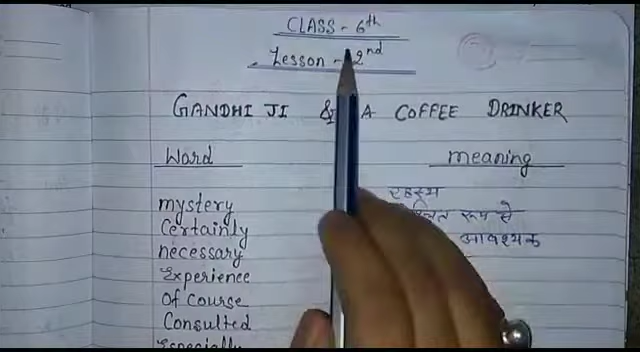 CLASS - 6th
Lesson - 2nd
GANDHI JI & A COFFEE DRINKER
Word meaning
mystery रहस्य
Certainly रूप से
necessary आवश्यक
Experience
Of Course
Consulted
Especially